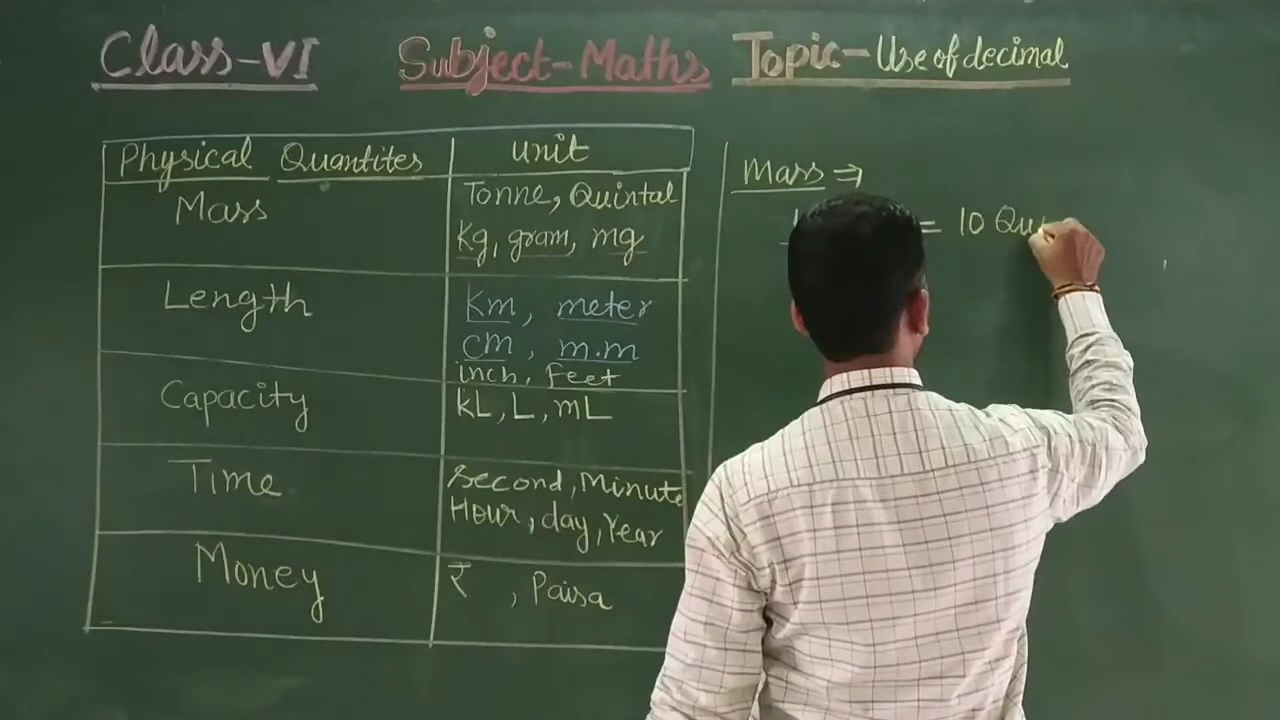 Class-VI Subject-Maths Topic-Use of decimal
Physical Quantites unit
Mass Tonne, Quintal
kg, gram, mg
Length Km, meter
cm, m.m
inch, Feet
Capacity kL, L, mL
Time Second, Minute
Hour, day, Year
Money ₹ , Paisa
Mass ⇒
= 10